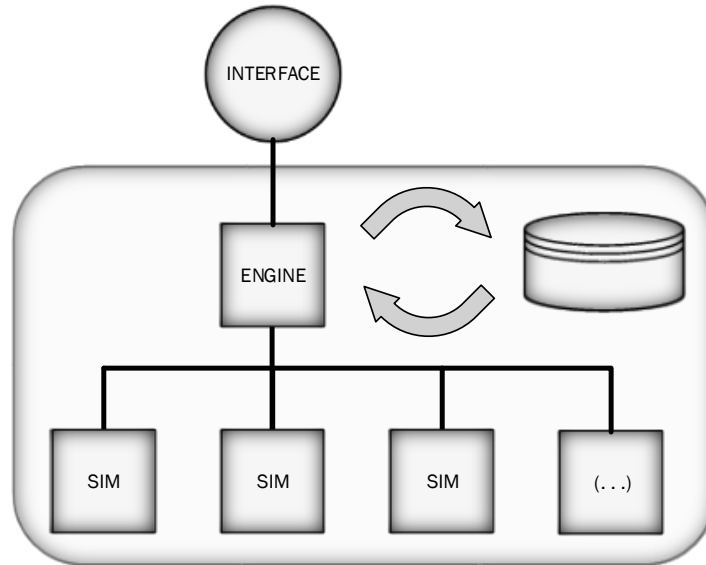 INTERFACE
ENGINE
SIM
SIM
SIM
(...)